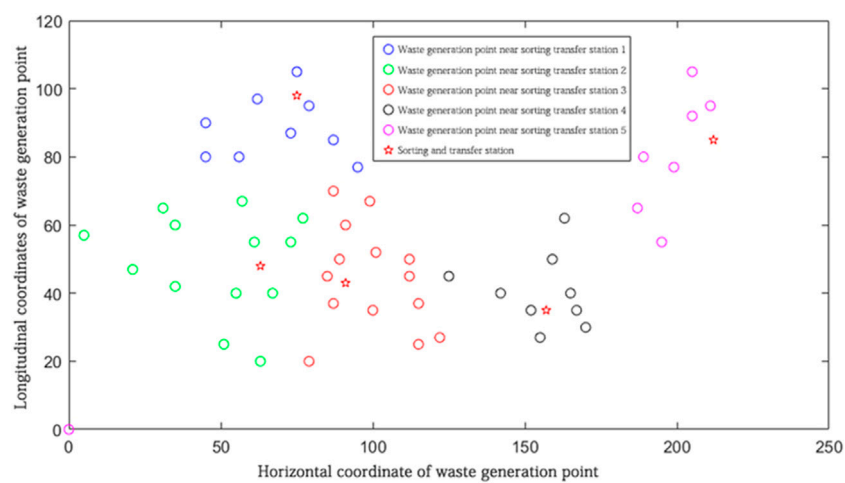 120
100
80
60
40
20
0
Longitudinal coordinates of waste generation point
Waste generation point near sorting transfer station 1
Waste generation point near sorting transfer station 2
Waste generation point near sorting transfer station 3
Waste generation point near sorting transfer station 4
Waste generation point near sorting transfer station 5
Sorting and transfer station
0
50
100
150
200
250
Horizontal coordinate of waste generation point